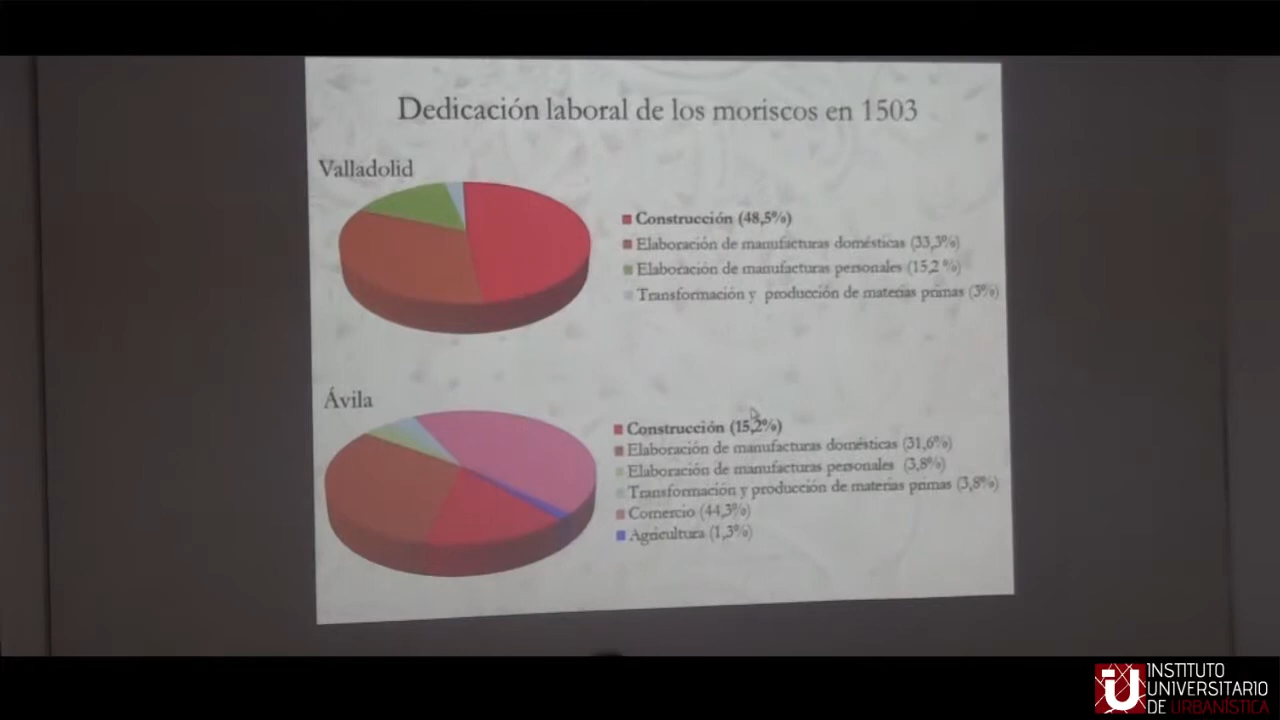 Dedicación laboral de los moriscos en 1503
Valladolid
Construcción (48,5%)
Elaboración de manufacturas domésticas (33,3%)
Elaboración de manufacturas personales (15,2 %)
Transformación y producción de materias primas (3%)
Ávila
Construcción (15,2%)
Elaboración de manufacturas domésticas (31,6%)
Elaboración de manufacturas personales (3,8%)
Transformación y producción de materias primas (3,8%)
Comercio (44,3%)
Agricultura (1,3%)
INSTITUTO
UNIVERSITARIO
DE URBANÍSTICA